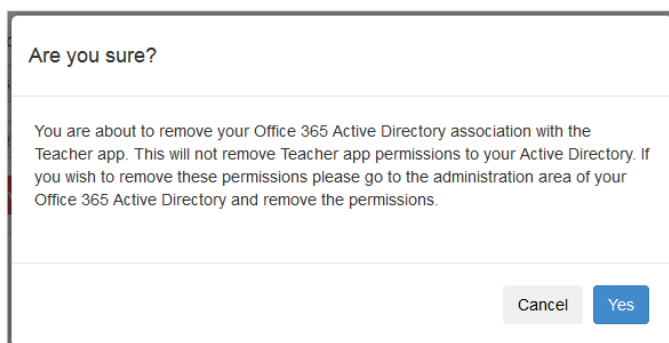 Are you sure?
You are about to remove your Office 365 Active Directory association with the
Teacher app. This will not remove Teacher app permissions to your Active Directory. If
you wish to remove these permissions please go to the administration area of your
Office 365 Active Directory and remove the permissions.
Cancel Yes